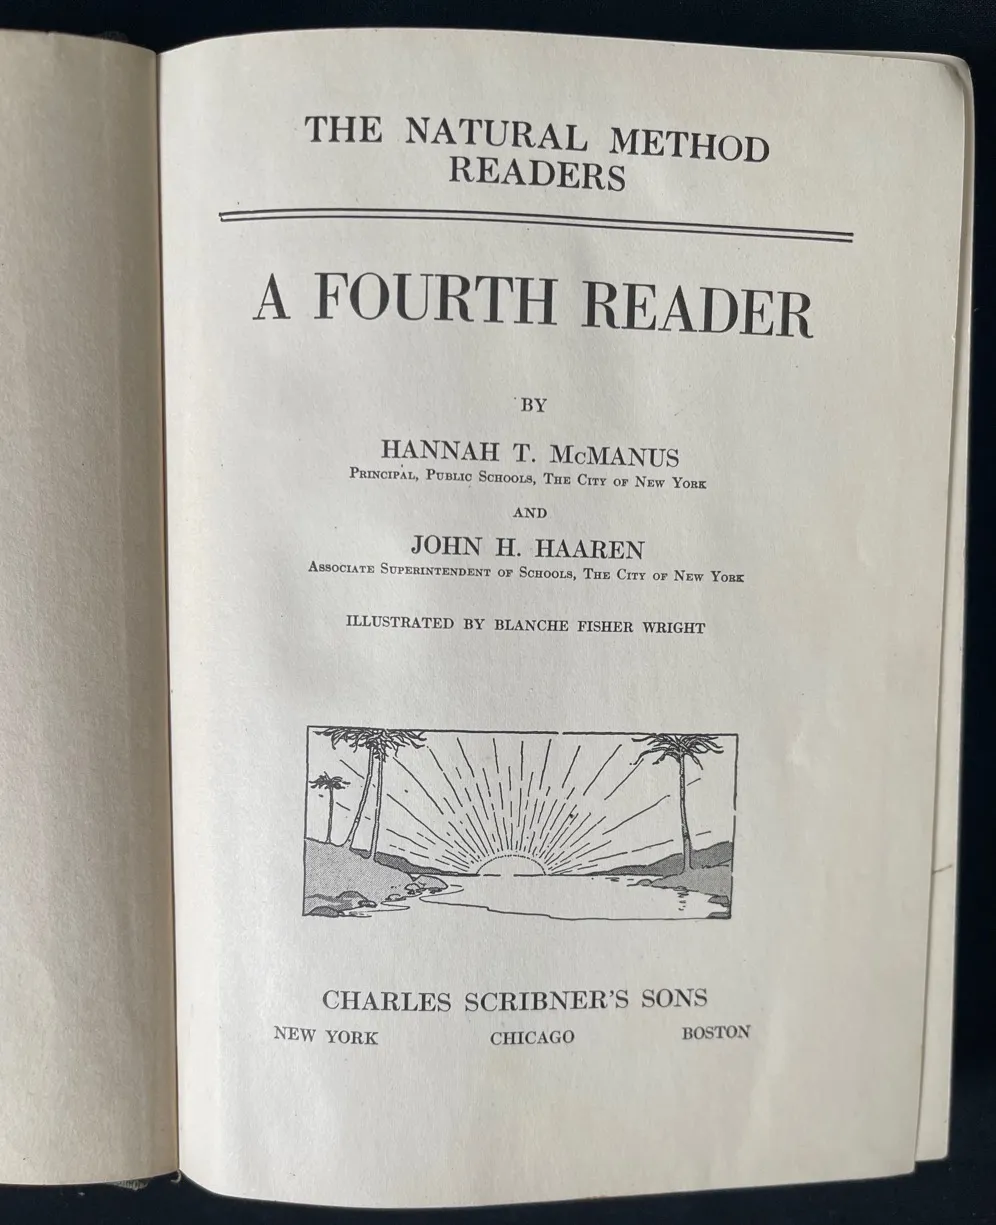 THE NATURAL METHOD
READERS
A FOURTH READER
BY
HANNAH T. McMANUS
PRINCIPAL, PUBLIC SCHOOLS, THE CITY OF NEW YORK
AND
JOHN H. HAAREN
ASSOCIATE SUPERINTENDENT OF SCHOOLS, THE CITY OF NEW YORK
ILLUSTRATED BY BLANCHE FISHER WRIGHT
CHARLES SCRIBNER'S SONS
NEW YORK CHICAGO BOSTON